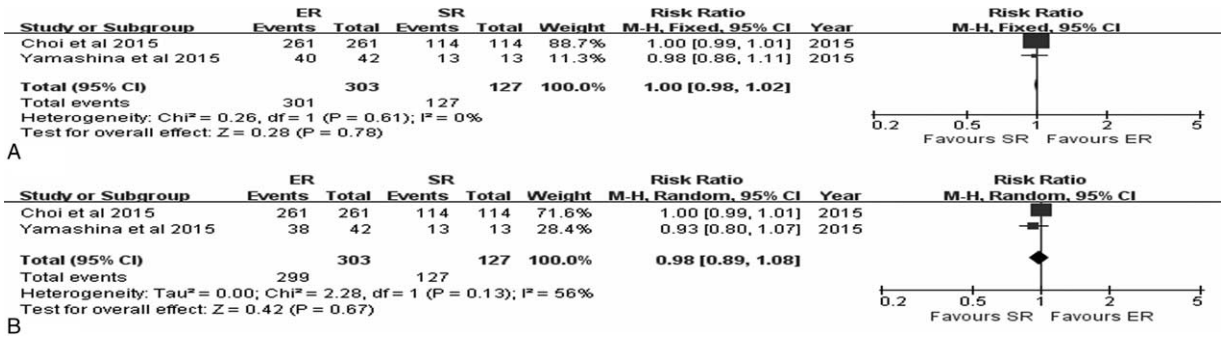 ER SR Risk Ratio Risk Ratio
Study or Subgroup Events Total Events Total Weight M-H, Fixed, 95% CI Year M-H, Fixed, 95% CI
Choi et al 2015 261 261 114 114 88.7% 1.00 [0.99, 1.01] 2015
Yamashina et al 2015 40 42 13 13 11.3% 0.98 [0.86, 1.11] 2015
Total (95% CI) 303 127 100.0% 1.00 [0.98, 1.02]
Total events 301 127
Heterogeneity: Chi² = 0.26, df = 1 (P = 0.61); I² = 0%
Test for overall effect: Z = 0.28 (P = 0.78)
0.2 0.5 1 2 5
Favours SR Favours ER
A
ER SR Risk Ratio Risk Ratio
Study or Subgroup Events Total Events Total Weight M-H, Random, 95% CI Year M-H, Random, 95% CI
Choi et al 2015 261 261 114 114 71.6% 1.00 [0.99, 1.01] 2015
Yamashina et al 2015 38 42 13 13 28.4% 0.93 [0.80, 1.07] 2015
Total (95% CI) 303 127 100.0% 0.98 [0.89, 1.08]
Total events 299 127
Heterogeneity: Tau² = 0.00; Chi² = 2.28, df = 1 (P = 0.13); I² = 56%
Test for overall effect: Z = 0.42 (P = 0.67)
0.2 0.5 1 2 5
Favours SR Favours ER
B